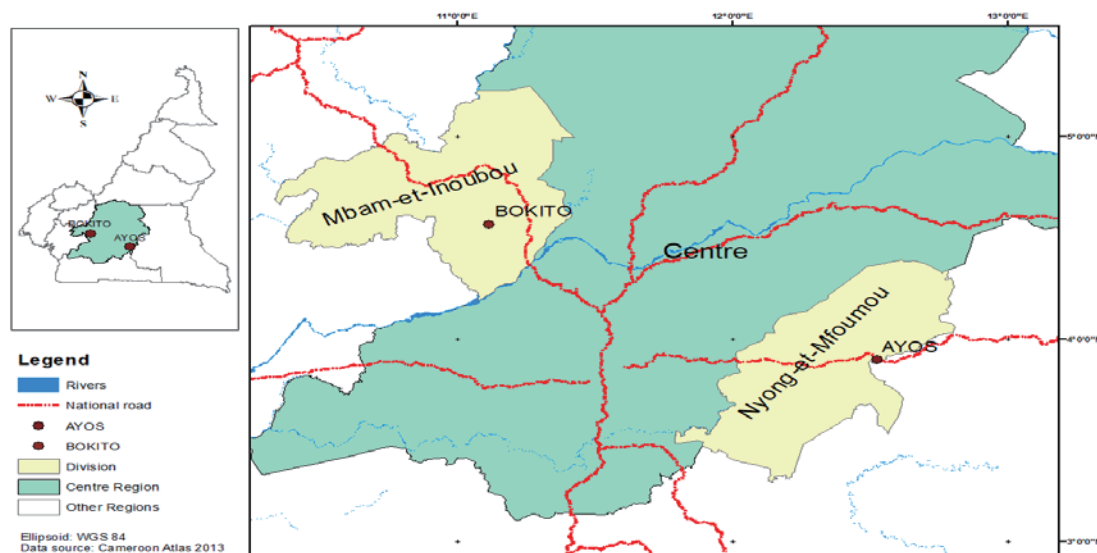 N
W E
S
BOKITO
AYOS
Legend
Rivers
National road
AYOS
BOKITO
Division
Centre Region
Other Regions
Ellipsoid: WGS 84
Data source: Cameroon Atlas 2013
11°0'0"E 12°0'0"E 13°0'0"E
5°0'0"N
4°0'0"N
3°0'0"N
Mbam-et-Inoubou
BOKITO
Centre
Nyong-et-Mfoumou
AYOS